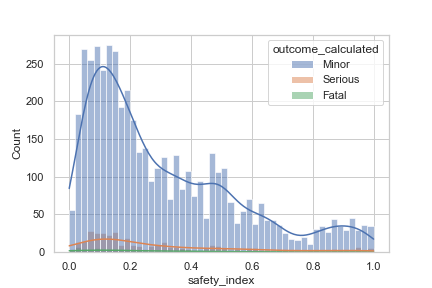 outcome_calculated
Minor
Serious
Fatal
250
200
150
100
50
0
Count
0.0 0.2 0.4 0.6 0.8 1.0
safety_index